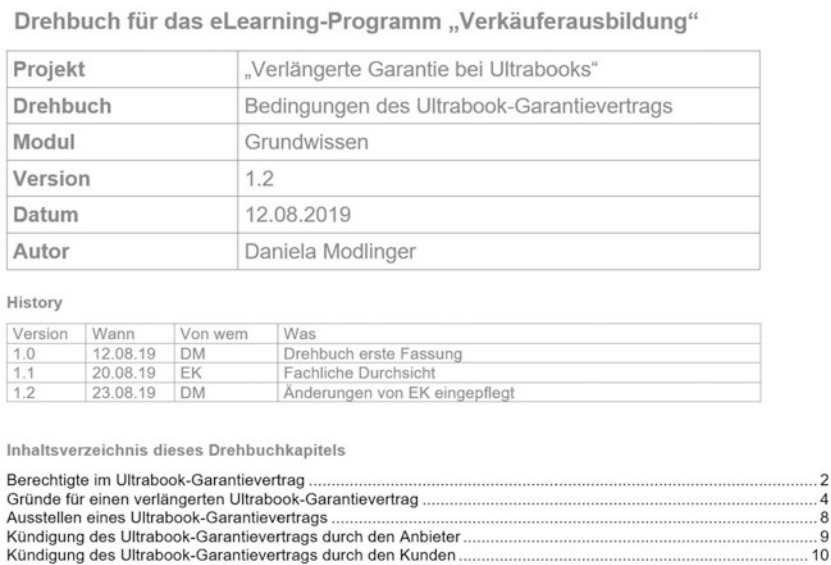 Drehbuch für das eLearning-Programm „Verkäuferausbildung“
Projekt „Verlängerte Garantie bei Ultrabooks“
Drehbuch Bedingungen des Ultrabook-Garantievertrags
Modul Grundwissen
Version 1.2
Datum 12.08.2019
Autor Daniela Modlinger
History
Version Wann Von wem Was
1.0 12.08.19 DM Drehbuch erste Fassung
1.1 20.08.19 EK Fachliche Durchsicht
1.2 23.08.19 DM Änderungen von EK eingepflegt
Inhaltsverzeichnis dieses Drehbuchkapitels
Berechtigte im Ultrabook-Garantievertrag 2
Gründe für einen verlängerten Ultrabook-Garantievertrag 4
Ausstellen eines Ultrabook-Garantievertrags 8
Kündigung des Ultrabook-Garantievertrags durch den Anbieter 9
Kündigung des Ultrabook-Garantievertrags durch den Kunden 10